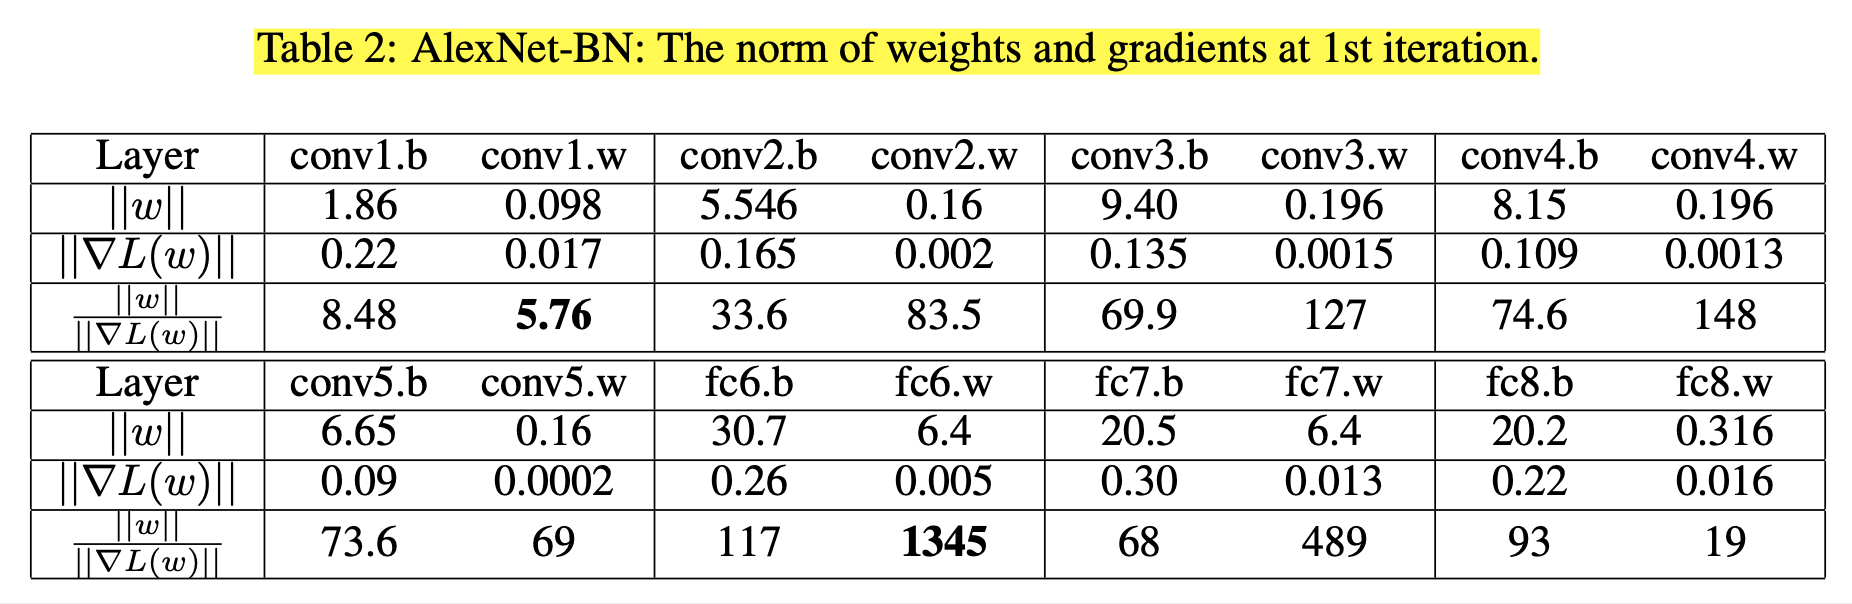 Table 2: AlexNet-BN: The norm of weights and gradients at 1st iteration.
Layer conv1.b conv1.w conv2.b conv2.w conv3.b conv3.w conv4.b conv4.w
||w|| 1.86 0.098 5.546 0.16 9.40 0.196 8.15 0.196
||∇L(w)|| 0.22 0.017 0.165 0.002 0.135 0.0015 0.109 0.0013
||w||
||∇L(w)|| 8.48 5.76 33.6 83.5 69.9 127 74.6 148
Layer conv5.b conv5.w fc6.b fc6.w fc7.b fc7.w fc8.b fc8.w
||w|| 6.65 0.16 30.7 6.4 20.5 6.4 20.2 0.316
||∇L(w)|| 0.09 0.0002 0.26 0.005 0.30 0.013 0.22 0.016
||w||
||∇L(w)|| 73.6 69 117 1345 68 489 93 19